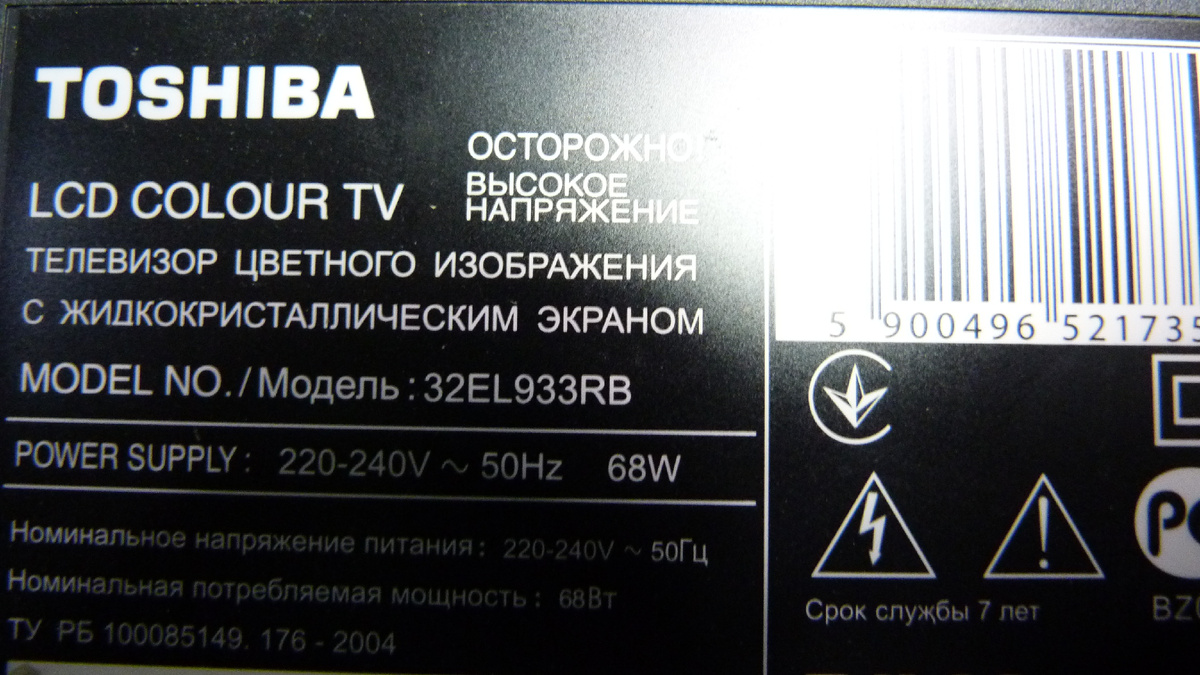 TOSHIBA
ОСТОРОЖНО!
LCD COLOUR TV
ВЫСОКОЕ
НАПРЯЖЕНИЕ
ТЕЛЕВИЗОР ЦВЕТНОГО ИЗОБРАЖЕНИЯ
С ЖИДКОКРИСТАЛЛИЧЕСКИМ ЭКРАНОМ
MODEL NO./Модель: 32EL933RB
POWER SUPPLY: 220-240V ~ 50Hz 68W
Номинальное напряжение питания: 220-240V ~ 50Гц
Номинальная потребляемая мощность: 68Вт
ТУ РБ 100085149. 176 - 2004
5 900496 521735
Срок службы 7 лет